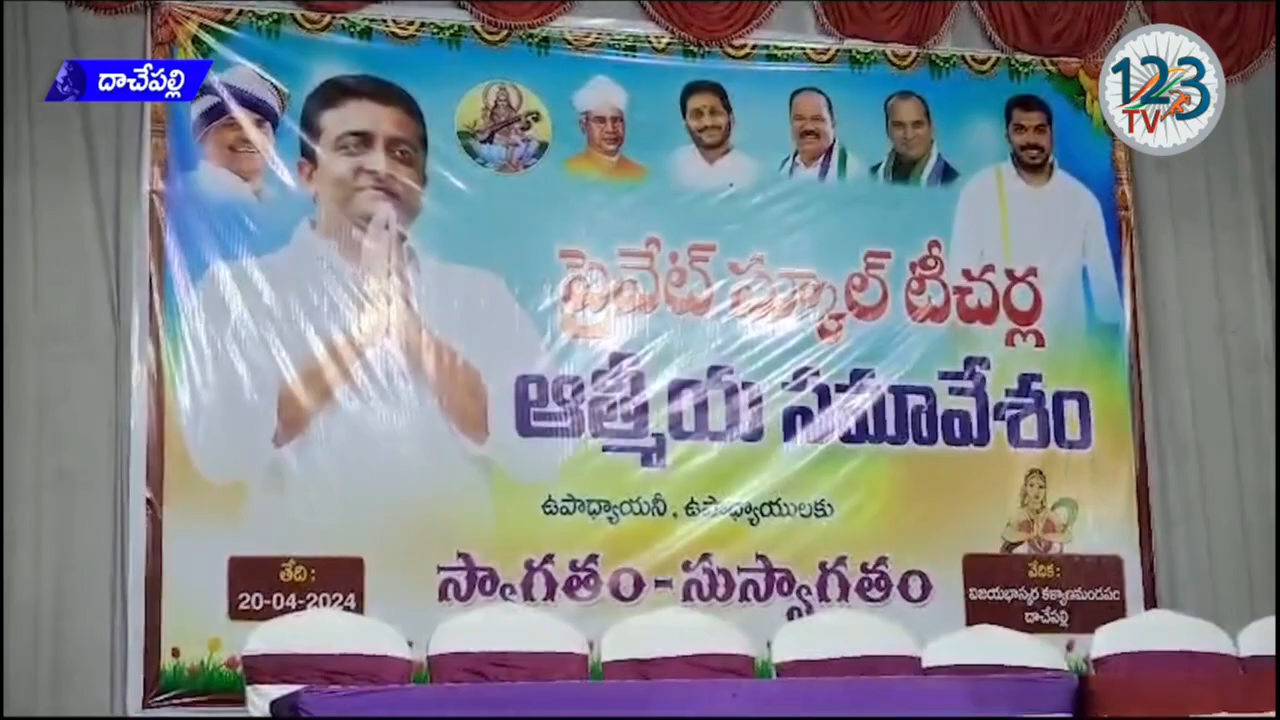 దాచేపల్లి
123
TV
ప్రైవేట్ స్కూల్ టీచర్ల
ఆత్మీయ సమావేశం
ఉపాధ్యాయనీ, ఉపాధ్యాయులకు
స్వాగతం-సుస్వాగతం
తేది :
20-04-2024
వేదిక :
విజయభాస్కర కళ్యాణమండపం
దాచేపల్లి